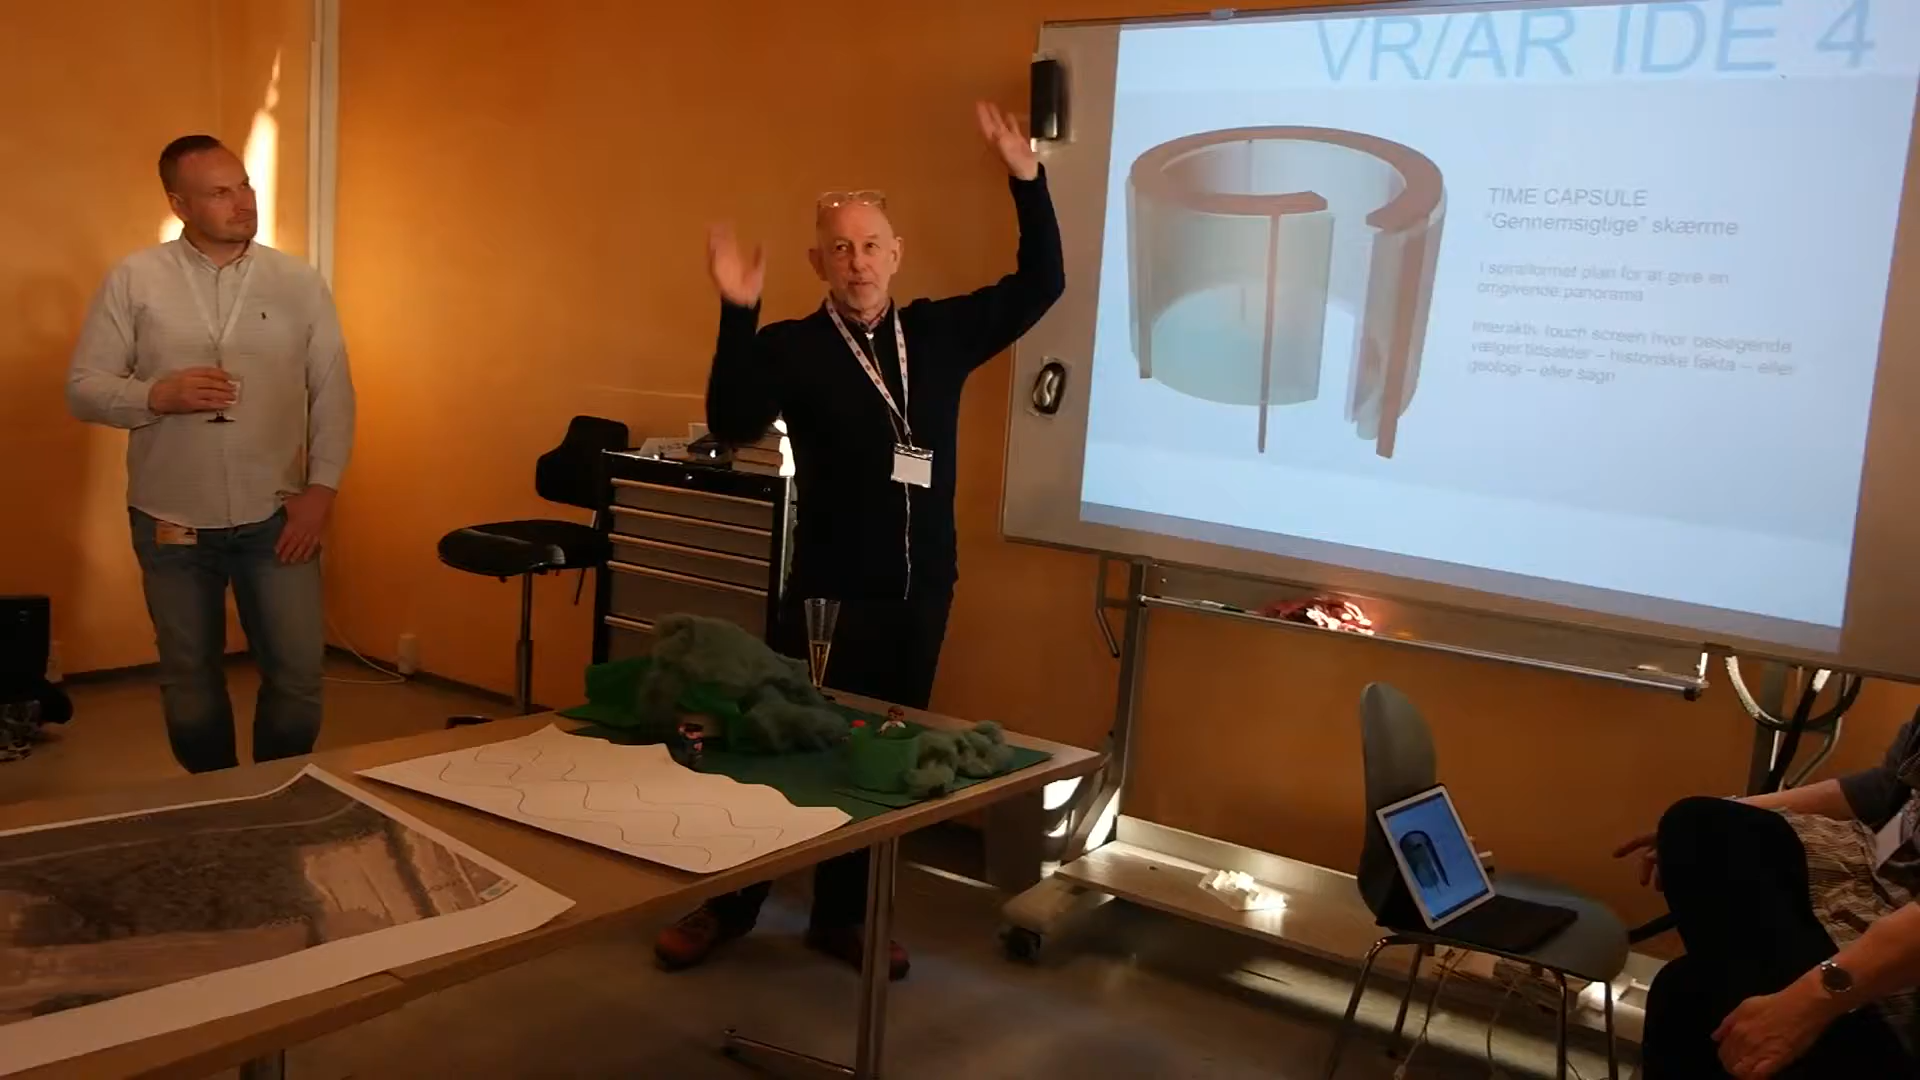 VR/AR IDE 4
TIME CAPSULE
"Gennemsigtige" skærme
I spiralformet plan for at give en
omgivende panorama
Interaktiv touch screen hvor besøgende
vælger tidsalder – historiske fakta – eller
geologi – eller sagn